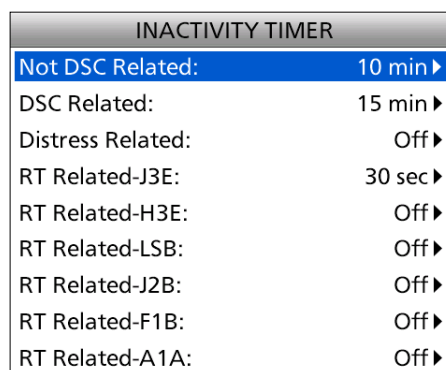 INACTIVITY TIMER
Not DSC Related: 10 min
DSC Related: 15 min
Distress Related: Off
RT Related-J3E: 30 sec
RT Related-H3E: Off
RT Related-LSB: Off
RT Related-J2B: Off
RT Related-F1B: Off
RT Related-A1A: Off